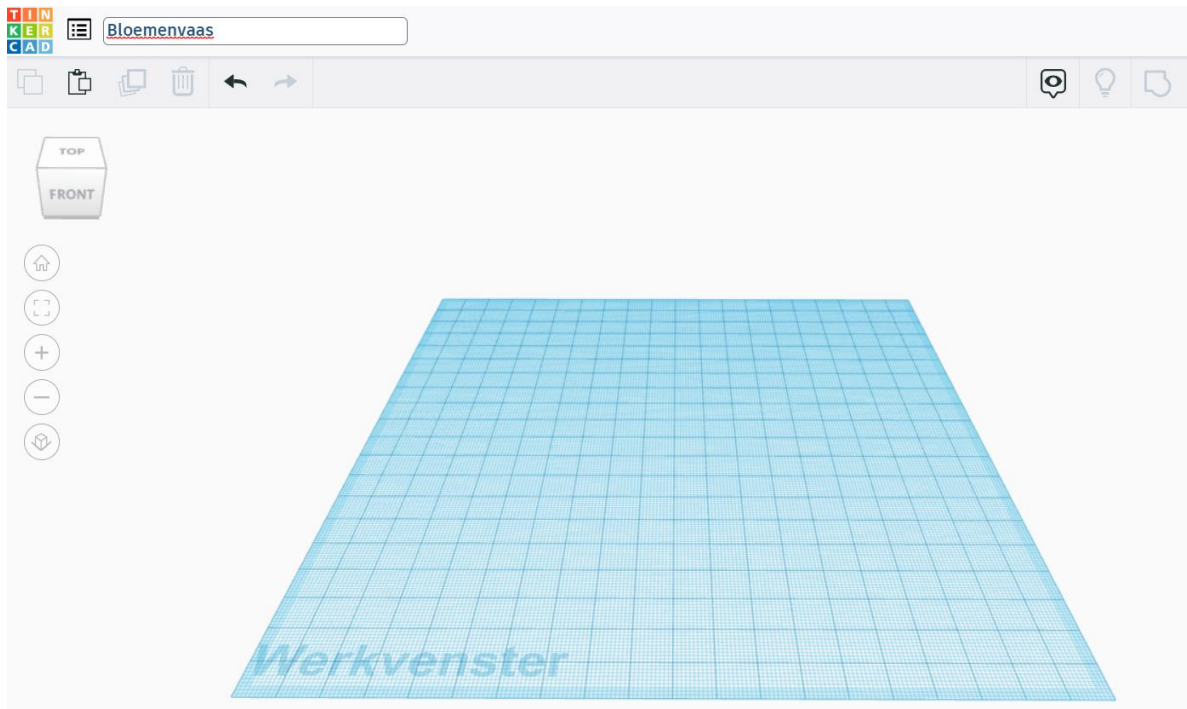 TIN
KER
CAD
Bloemenvaas
TOP
FRONT
Werkvenster